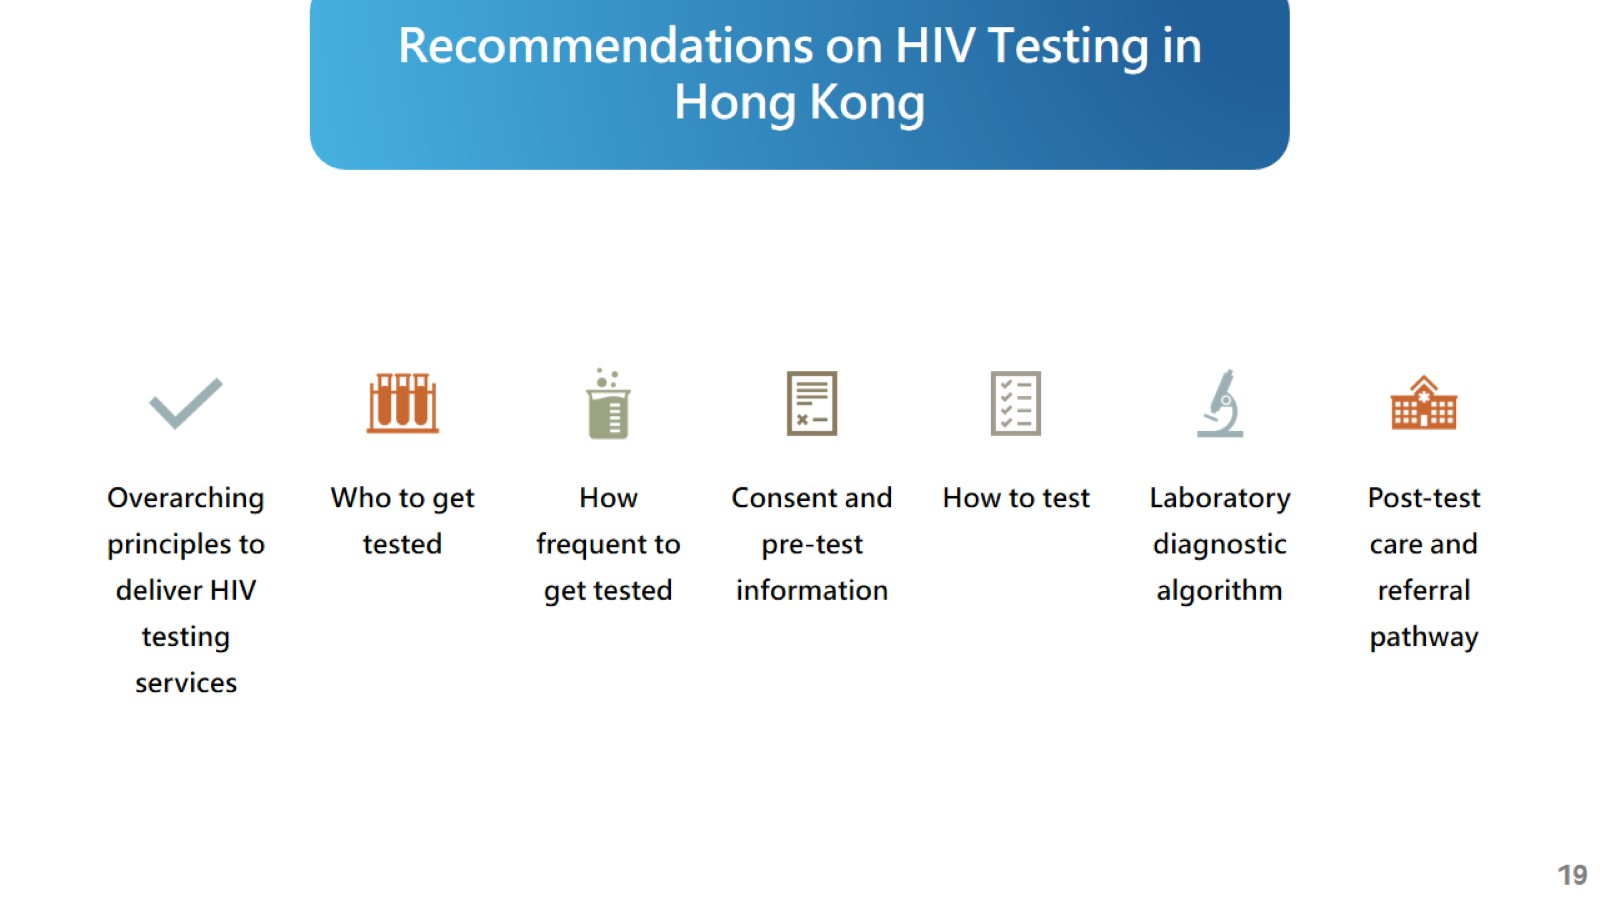 Recommendations on HIV Testing in
Hong Kong
Overarching
principles to
deliver HIV
testing
services
Who to get
tested
How
frequent to
get tested
Consent and
pre-test
information
How to test
Laboratory
diagnostic
algorithm
Post-test
care and
referral
pathway
19